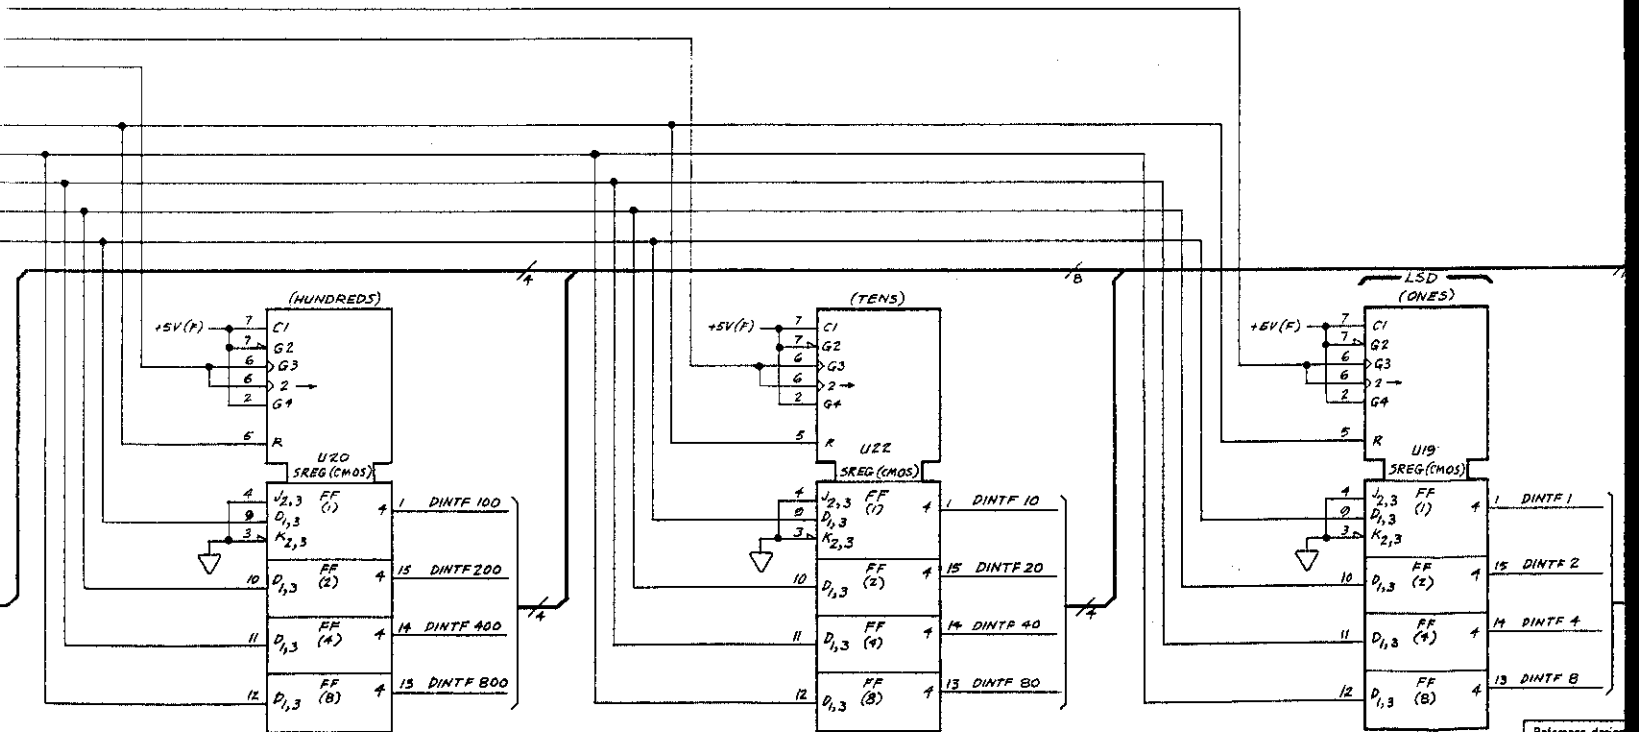 4
8
(HUNDREDS)
+5V(F)
7 C1
7 G2
6 G3
6 2 →
2 G4
5 R
U20
SREG (CMOS)
4 J2,3 FF (1) 4 1 DINTF 100
9 D1,3
3 K2,3
10 D1,3 FF (2) 4 15 DINTF 200
11 D1,3 FF (4) 4 14 DINTF 400
12 D1,3 FF (8) 4 13 DINTF 800
4
(TENS)
+5V(F)
7 C1
7 G2
6 G3
6 2 →
2 G4
5 R
U22
SREG (CMOS)
4 J2,3 FF (1) 4 1 DINTF 10
9 D1,3
3 K2,3
10 D1,3 FF (2) 4 15 DINTF 20
11 D1,3 FF (4) 4 14 DINTF 40
12 D1,3 FF (8) 4 13 DINTF 80
4
LSD
(ONES)
+5V(F)
7 C1
7 G2
6 G3
6 2 →
2 G4
5 R
U19
SREG (CMOS)
4 J2,3 FF (1) 4 1 DINTF 1
9 D1,3
3 K2,3
10 D1,3 FF (2) 4 15 DINTF 2
11 D1,3 FF (4) 4 14 DINTF 4
12 D1,3 FF (8) 4 13 DINTF 8